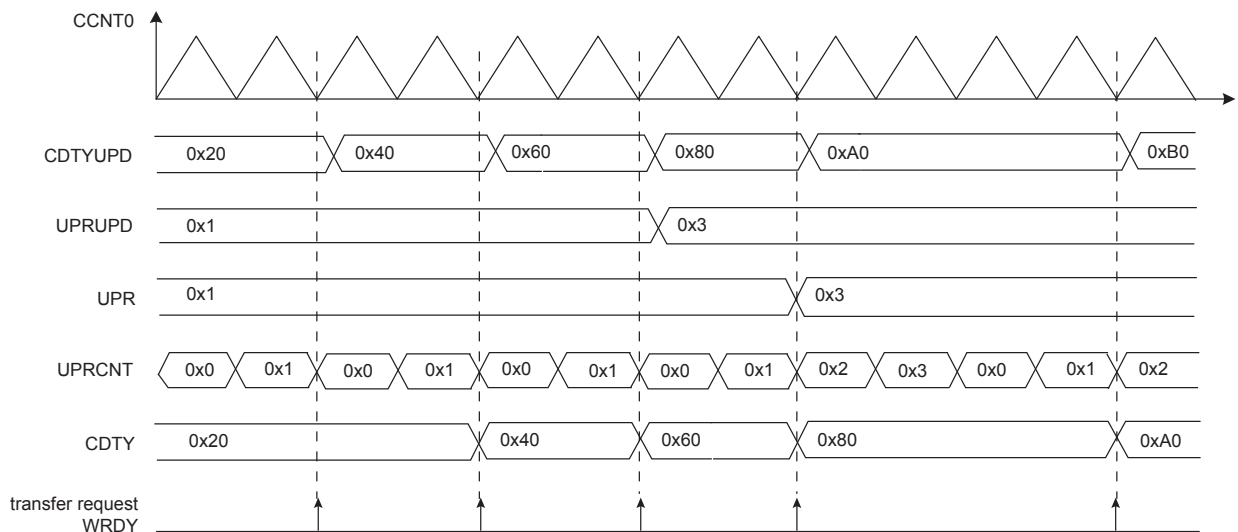 CCNT0
CDTYUPD 0x20 0x40 0x60 0x80 0xA0 0xB0
UPRUPD 0x1 0x3
UPR 0x1 0x3
UPRCNT 0x0 0x1 0x0 0x1 0x0 0x1 0x0 0x1 0x2 0x3 0x0 0x1 0x2
CDTY 0x20 0x40 0x60 0x80 0xA0
transfer request
WRDY